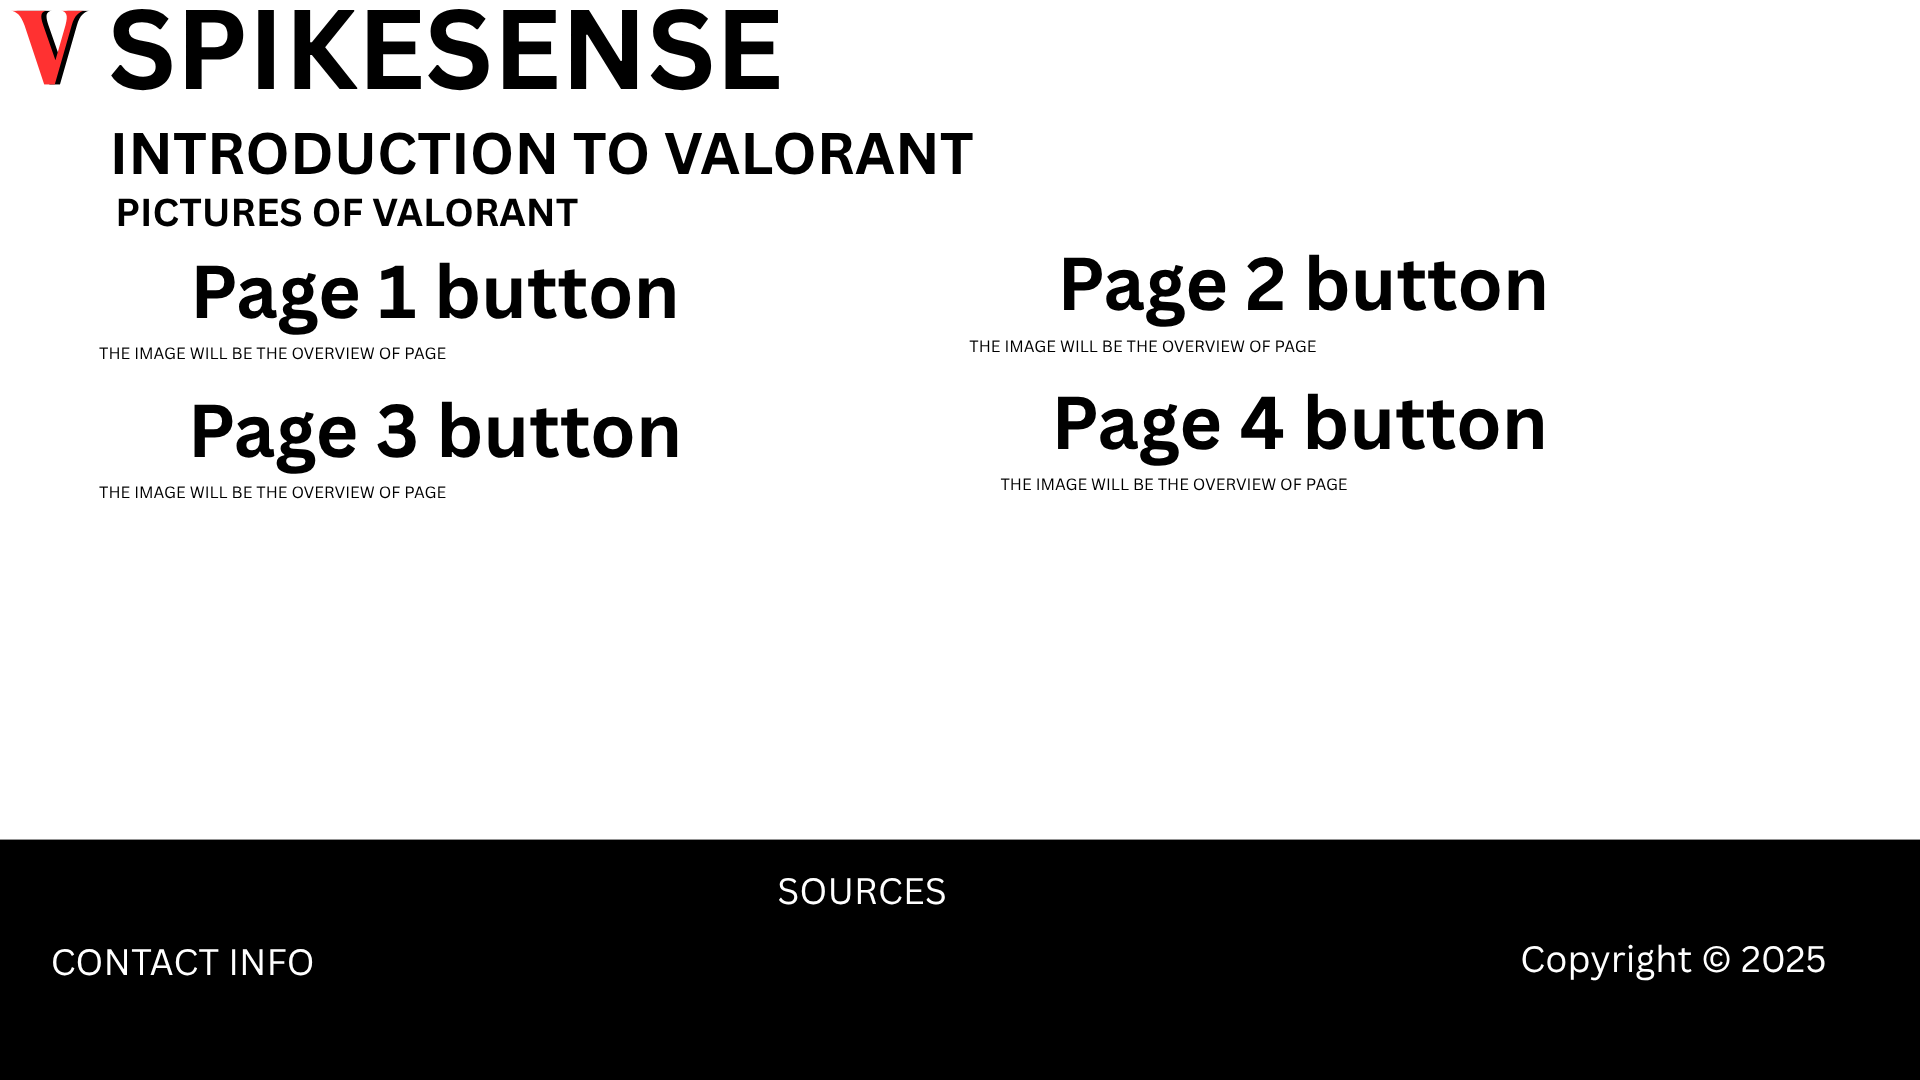 V SPIKESENSE
INTRODUCTION TO VALORANT
PICTURES OF VALORANT
Page 1 button
THE IMAGE WILL BE THE OVERVIEW OF PAGE
Page 2 button
THE IMAGE WILL BE THE OVERVIEW OF PAGE
Page 3 button
THE IMAGE WILL BE THE OVERVIEW OF PAGE
Page 4 button
THE IMAGE WILL BE THE OVERVIEW OF PAGE
SOURCES
CONTACT INFO
Copyright © 2025